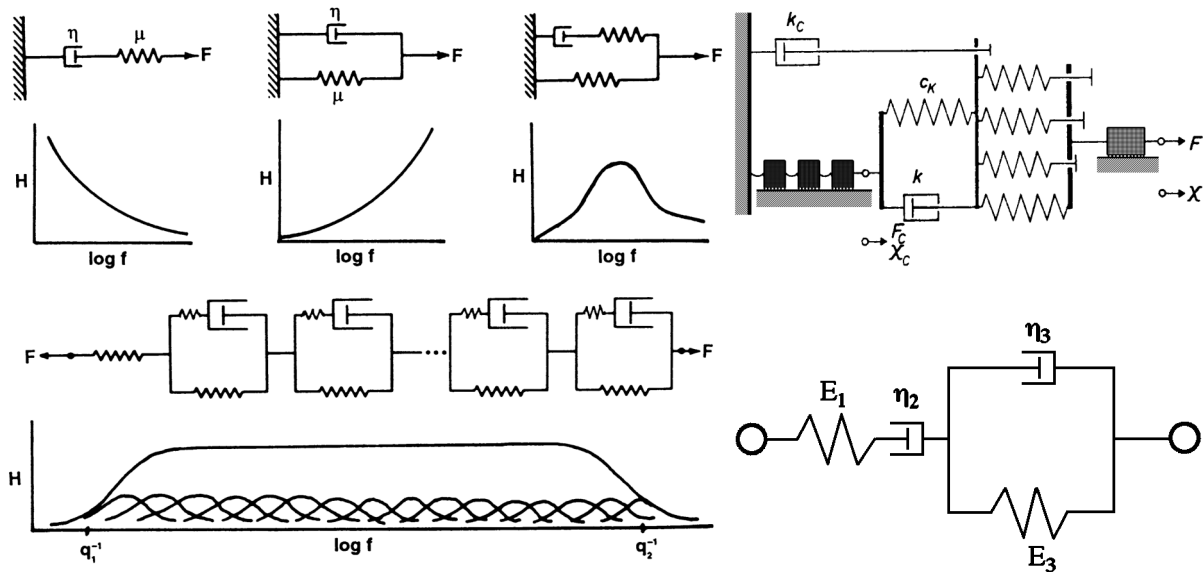 η
μ
F
H
log f
η
F
μ
H
log f
F
H
log f
k_C
c_K
k
F_C
X_C
F
X
F
F
H
q₁⁻¹
log f
q₂⁻¹
E₁
η₂
η₃
E₃